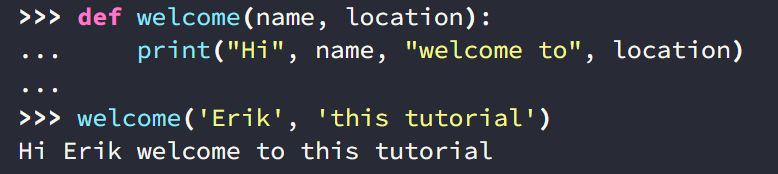 >>> def welcome(name, location):
...     print("Hi", name, "welcome to", location)
...
>>> welcome('Erik', 'this tutorial')
Hi Erik welcome to this tutorial